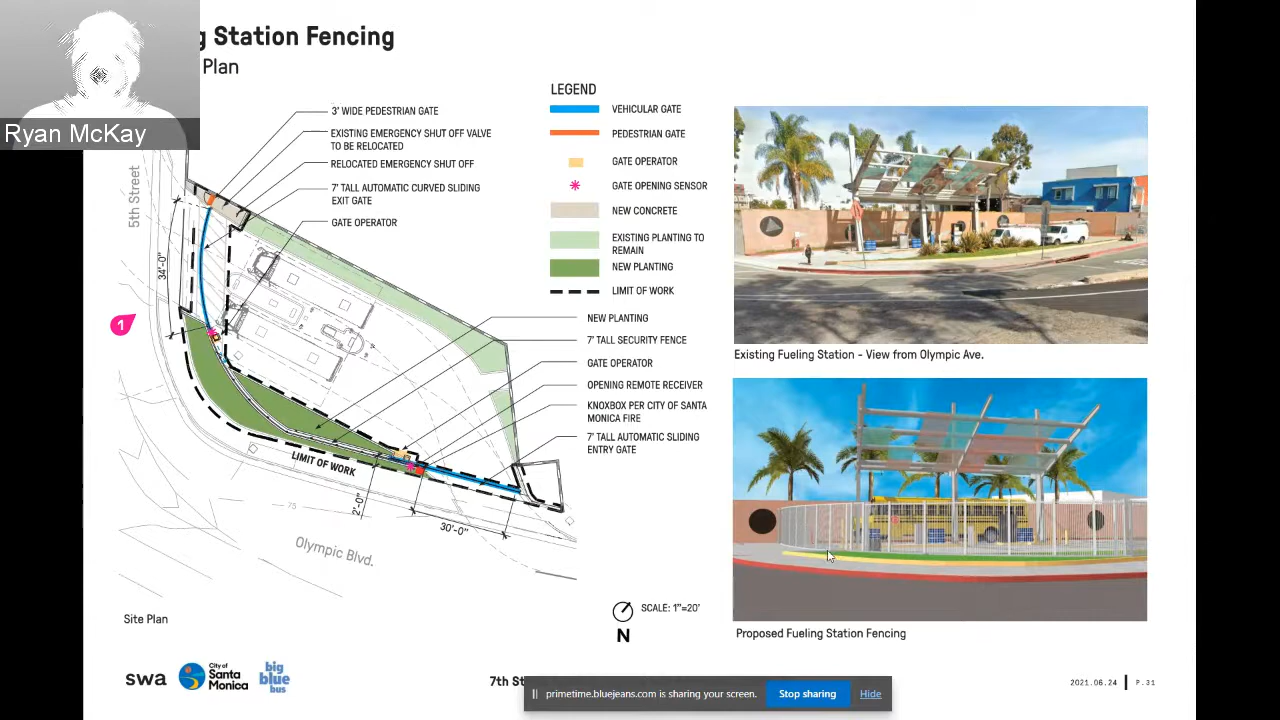 g Station Fencing
Plan
Ryan McKay
3' WIDE PEDESTRIAN GATE
EXISTING EMERGENCY SHUT OFF VALVE
TO BE RELOCATED
RELOCATED EMERGENCY SHUT OFF
7' TALL AUTOMATIC CURVED SLIDING
EXIT GATE
GATE OPERATOR
5th Street
34'-0"
1
LEGEND
VEHICULAR GATE
PEDESTRIAN GATE
GATE OPERATOR
GATE OPENING SENSOR
NEW CONCRETE
EXISTING PLANTING TO
REMAIN
NEW PLANTING
LIMIT OF WORK
NEW PLANTING
7' TALL SECURITY FENCE
GATE OPERATOR
OPENING REMOTE RECEIVER
KNOXBOX PER CITY OF SANTA
MONICA FIRE
7' TALL AUTOMATIC SLIDING
ENTRY GATE
LIMIT OF WORK
2'-0"
30'-0"
75
Olympic Blvd.
Existing Fueling Station - View from Olympic Ave.
Proposed Fueling Station Fencing
Site Plan
SCALE: 1"=20'
N
swa
City of
Santa
Monica
big
blue
bus
7th St
2021.06.24
P.31
primetime.bluejeans.com is sharing your screen.
Stop sharing
Hide